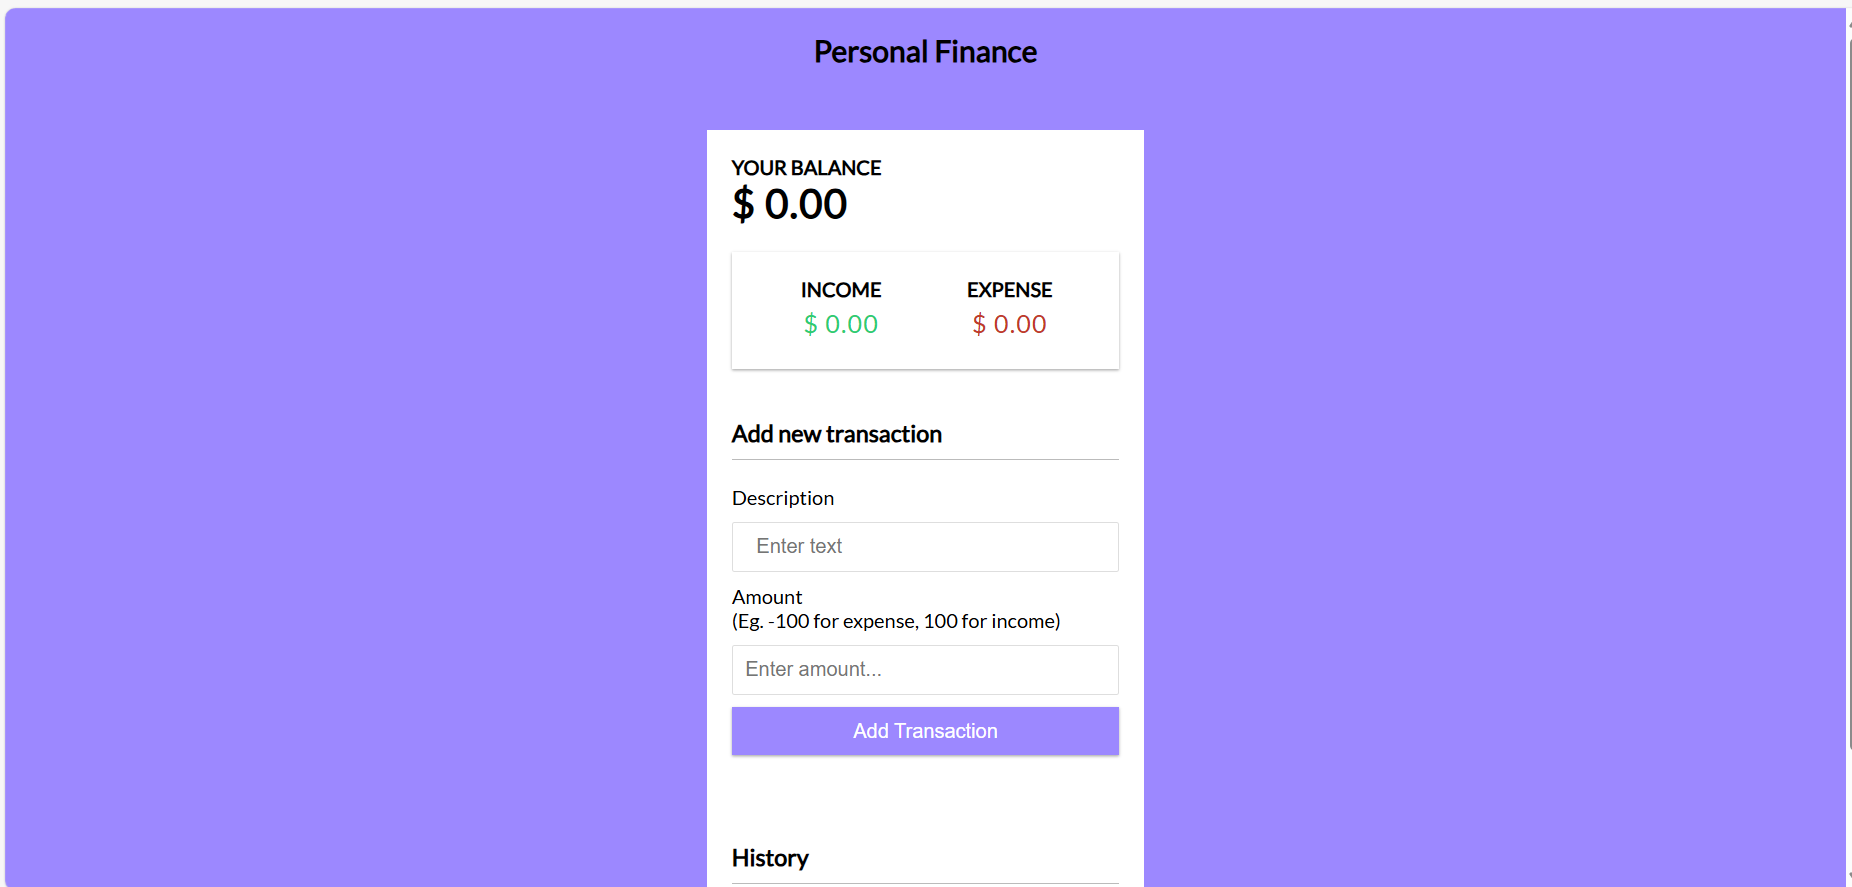 Personal Finance
YOUR BALANCE
$ 0.00
INCOME
$ 0.00
EXPENSE
$ 0.00
Add new transaction
Description
Enter text
Amount
(Eg. -100 for expense, 100 for income)
Enter amount...
Add Transaction
History